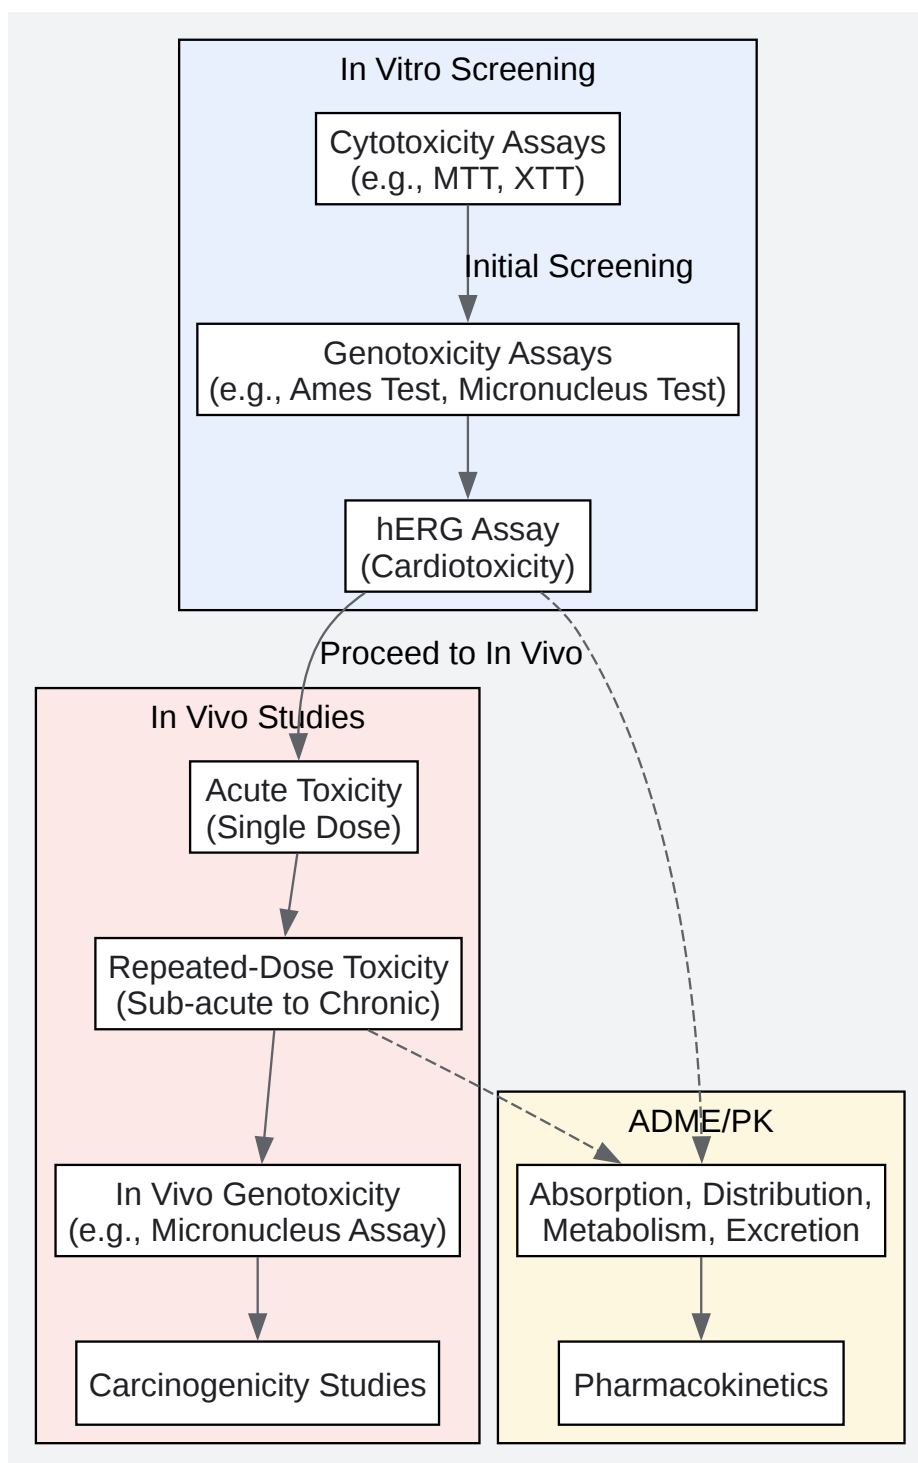 In Vitro Screening
Cytotoxicity Assays
(e.g., MTT, XTT)
Initial Screening
Genotoxicity Assays
(e.g., Ames Test, Micronucleus Test)
hERG Assay
(Cardiotoxicity)
Proceed to In Vivo
In Vivo Studies
Acute Toxicity
(Single Dose)
Repeated-Dose Toxicity
(Sub-acute to Chronic)
In Vivo Genotoxicity
(e.g., Micronucleus Assay)
Carcinogenicity Studies
ADME/PK
Absorption, Distribution,
Metabolism, Excretion
Pharmacokinetics